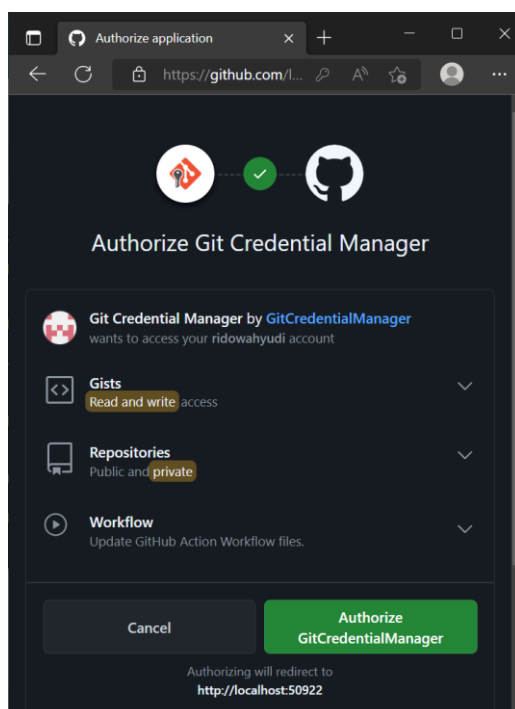 Authorize application
https://github.com/l...
Authorize Git Credential Manager
Git Credential Manager by GitCredentialManager
wants to access your ridowahyudi account
Gists
Read and write access
Repositories
Public and private
Workflow
Update GitHub Action Workflow files.
Cancel
Authorize
GitCredentialManager
Authorizing will redirect to
http://localhost:50922